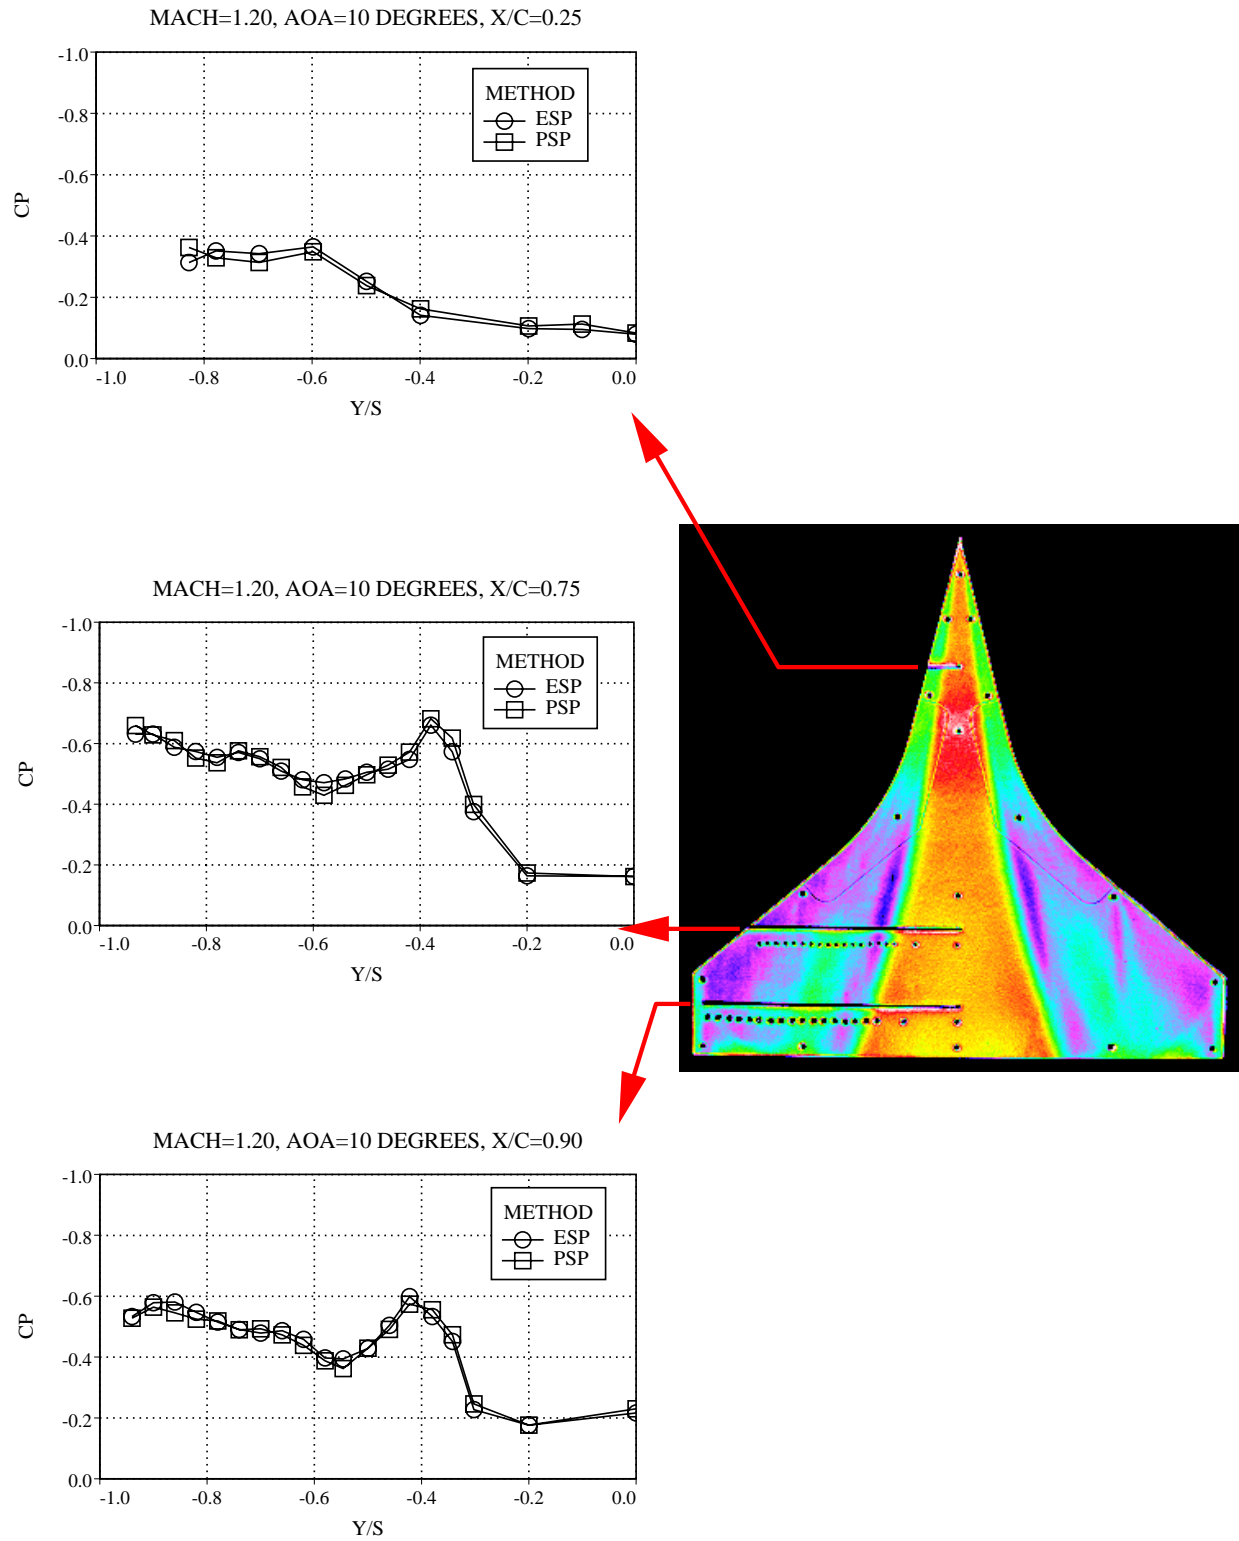 MACH=1.20, AOA=10 DEGREES, X/C=0.25
-1.0
-0.8
-0.6
-0.4
-0.2
0.0
CP
METHOD
ESP
PSP
-1.0 -0.8 -0.6 -0.4 -0.2 0.0
Y/S
MACH=1.20, AOA=10 DEGREES, X/C=0.75
-1.0
-0.8
-0.6
-0.4
-0.2
0.0
CP
METHOD
ESP
PSP
-1.0 -0.8 -0.6 -0.4 -0.2 0.0
Y/S
MACH=1.20, AOA=10 DEGREES, X/C=0.90
-1.0
-0.8
-0.6
-0.4
-0.2
0.0
CP
METHOD
ESP
PSP
-1.0 -0.8 -0.6 -0.4 -0.2 0.0
Y/S